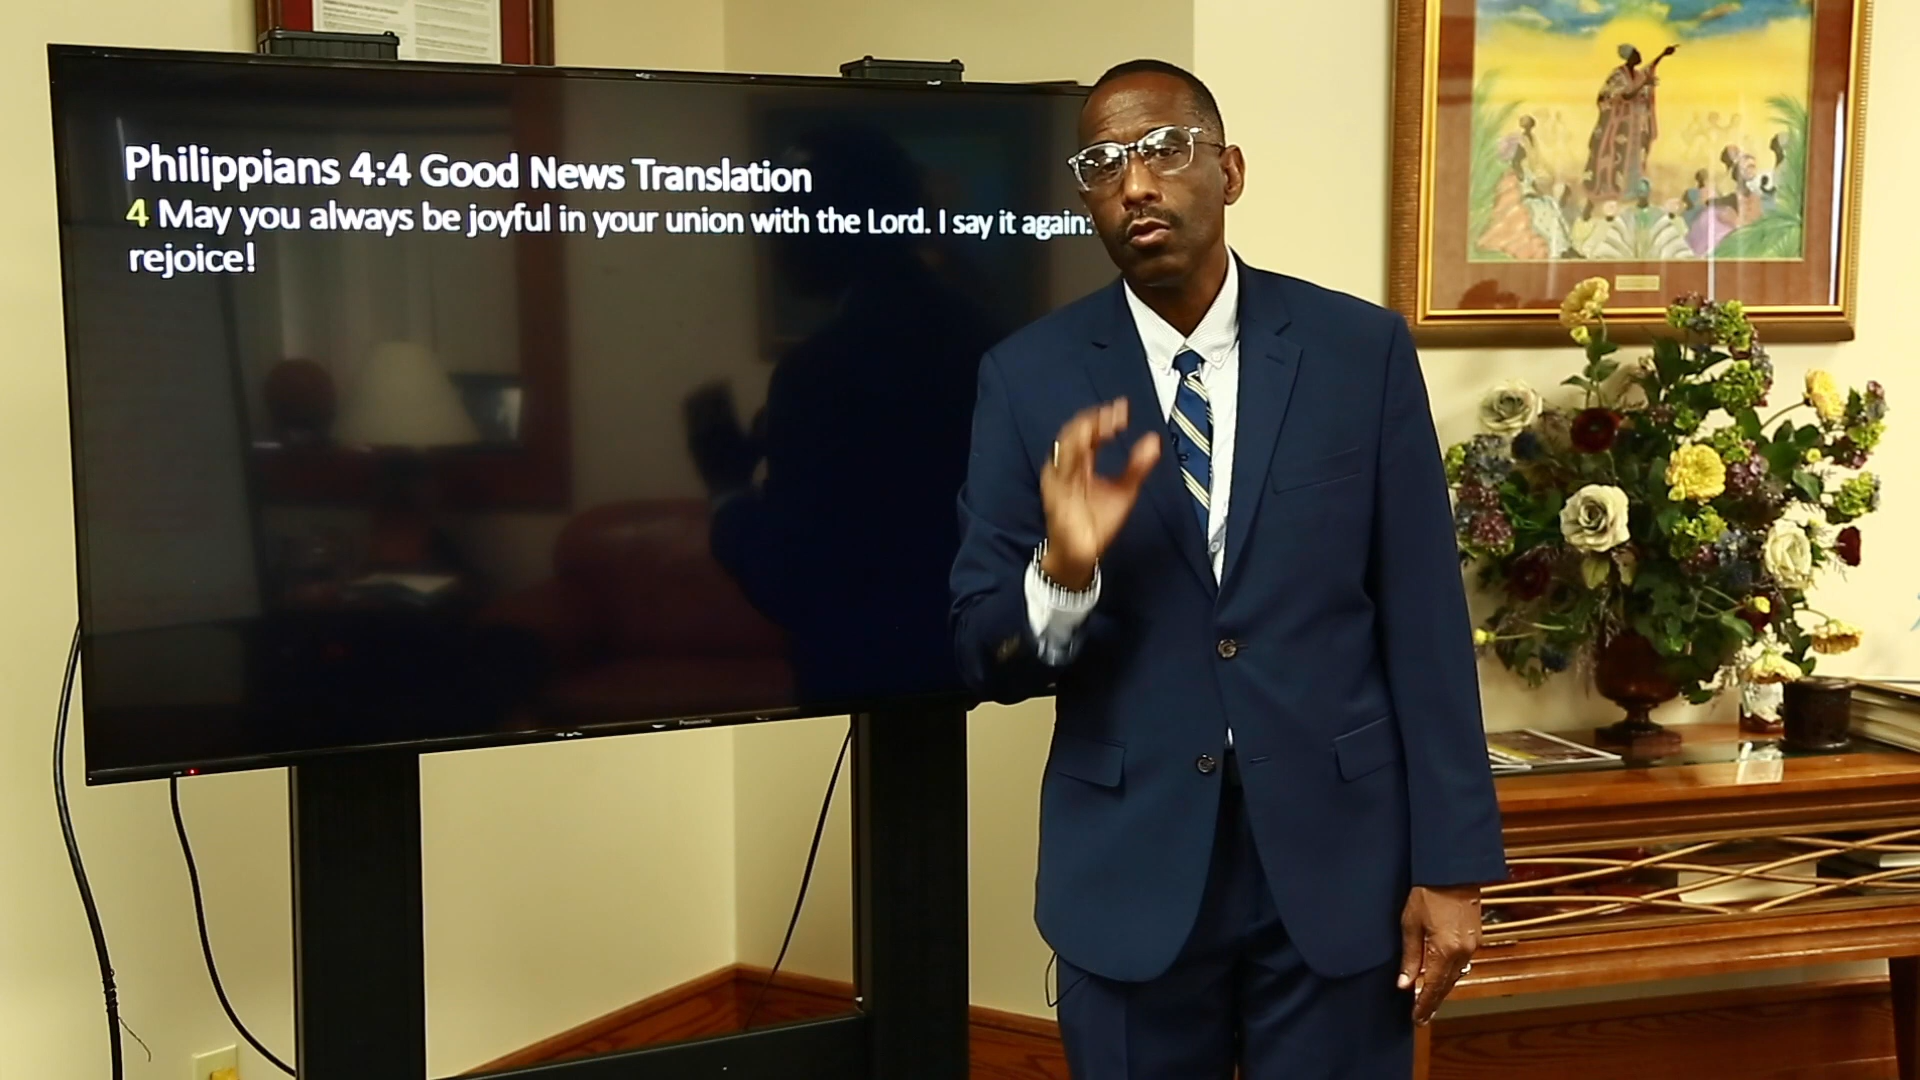 Philippians 4:4 Good News Translation
4 May you always be joyful in your union with the Lord. I say it again:
rejoice!
Panasonic